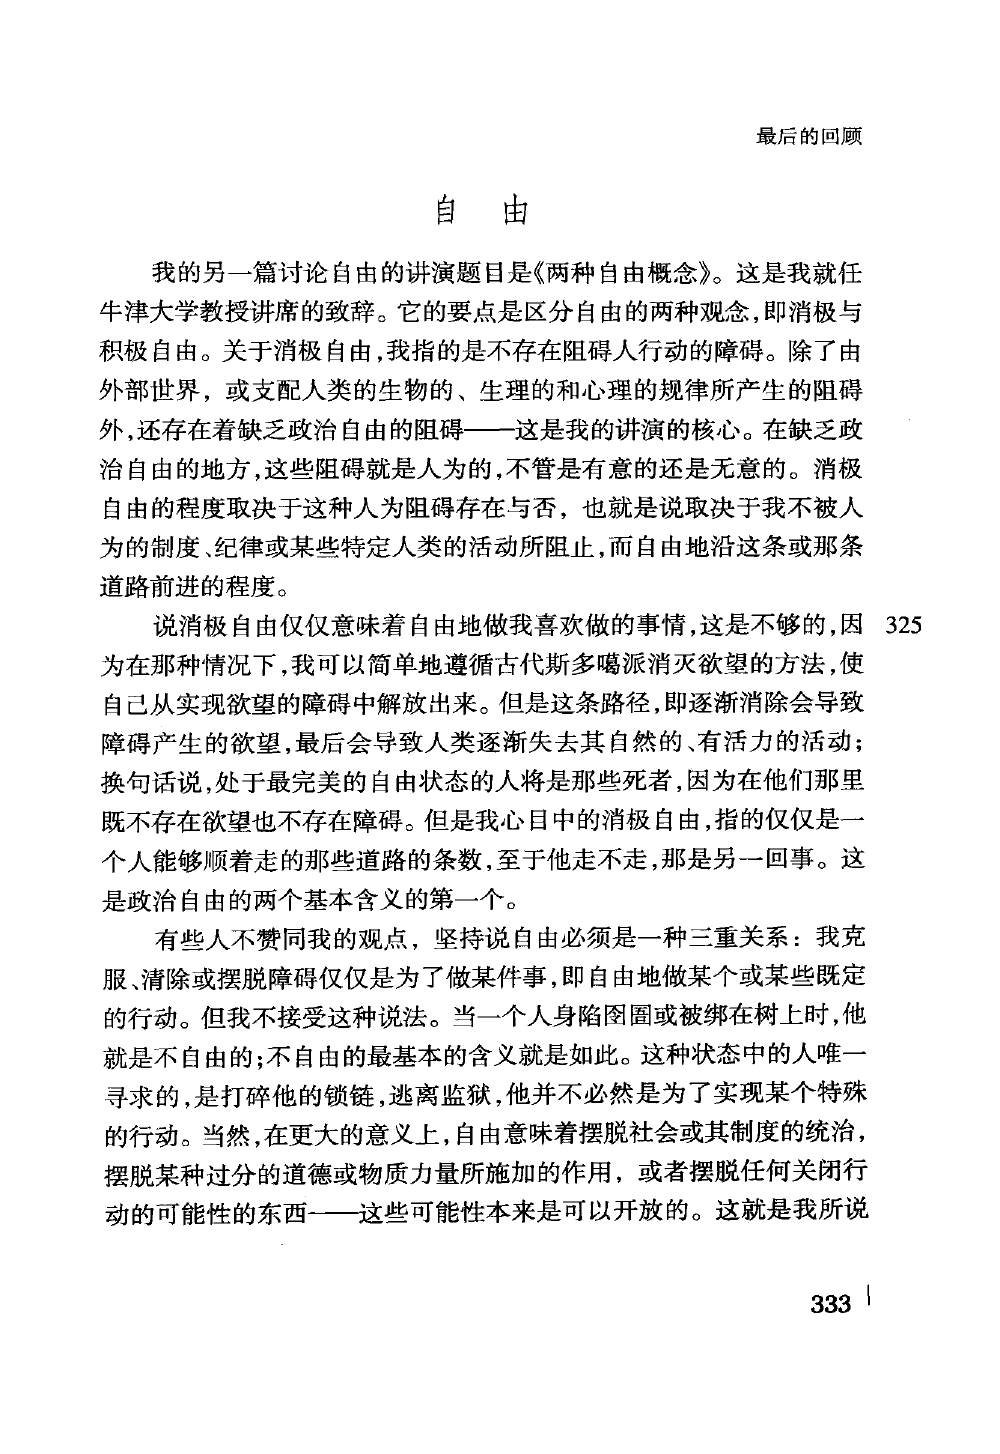 最后的回顾
自 由
我的另一篇讨论自由的讲演题目是《两种自由概念》。这是我就任
牛津大学教授讲席的致辞。它的要点是区分自由的两种观念,即消极与
积极自由。关于消极自由,我指的是不存在阻碍人行动的障碍。除了由
外部世界，或支配人类的生物的、生理的和心理的规律所产生的阻碍
外,还存在着缺乏政治自由的阻碍——这是我的讲演的核心。在缺乏政
治自由的地方,这些阻碍就是人为的,不管是有意的还是无意的。消极
自由的程度取决于这种人为阻碍存在与否，也就是说取决于我不被人
为的制度、纪律或某些特定人类的活动所阻止,而自由地沿这条或那条
道路前进的程度。
说消极自由仅仅意味着自由地做我喜欢做的事情,这是不够的,因 325
为在那种情况下,我可以简单地遵循古代斯多噶派消灭欲望的方法,使
自己从实现欲望的障碍中解放出来。但是这条路径,即逐渐消除会导致
障碍产生的欲望,最后会导致人类逐渐失去其自然的、有活力的活动；
换句话说,处于最完美的自由状态的人将是那些死者,因为在他们那里
既不存在欲望也不存在障碍。但是我心目中的消极自由,指的仅仅是一
个人能够顺着走的那些道路的条数,至于他走不走,那是另一回事。这
是政治自由的两个基本含义的第一个。
有些人不赞同我的观点，坚持说自由必须是一种三重关系：我克
服、清除或摆脱障碍仅仅是为了做某件事,即自由地做某个或某些既定
的行动。但我不接受这种说法。当一个人身陷囹圄或被绑在树上时,他
就是不自由的;不自由的最基本的含义就是如此。这种状态中的人唯一
寻求的,是打碎他的锁链,逃离监狱,他并不必然是为了实现某个特殊
的行动。当然,在更大的意义上,自由意味着摆脱社会或其制度的统治，
摆脱某种过分的道德或物质力量所施加的作用，或者摆脱任何关闭行
动的可能性的东西——这些可能性本来是可以开放的。这就是我所说
333